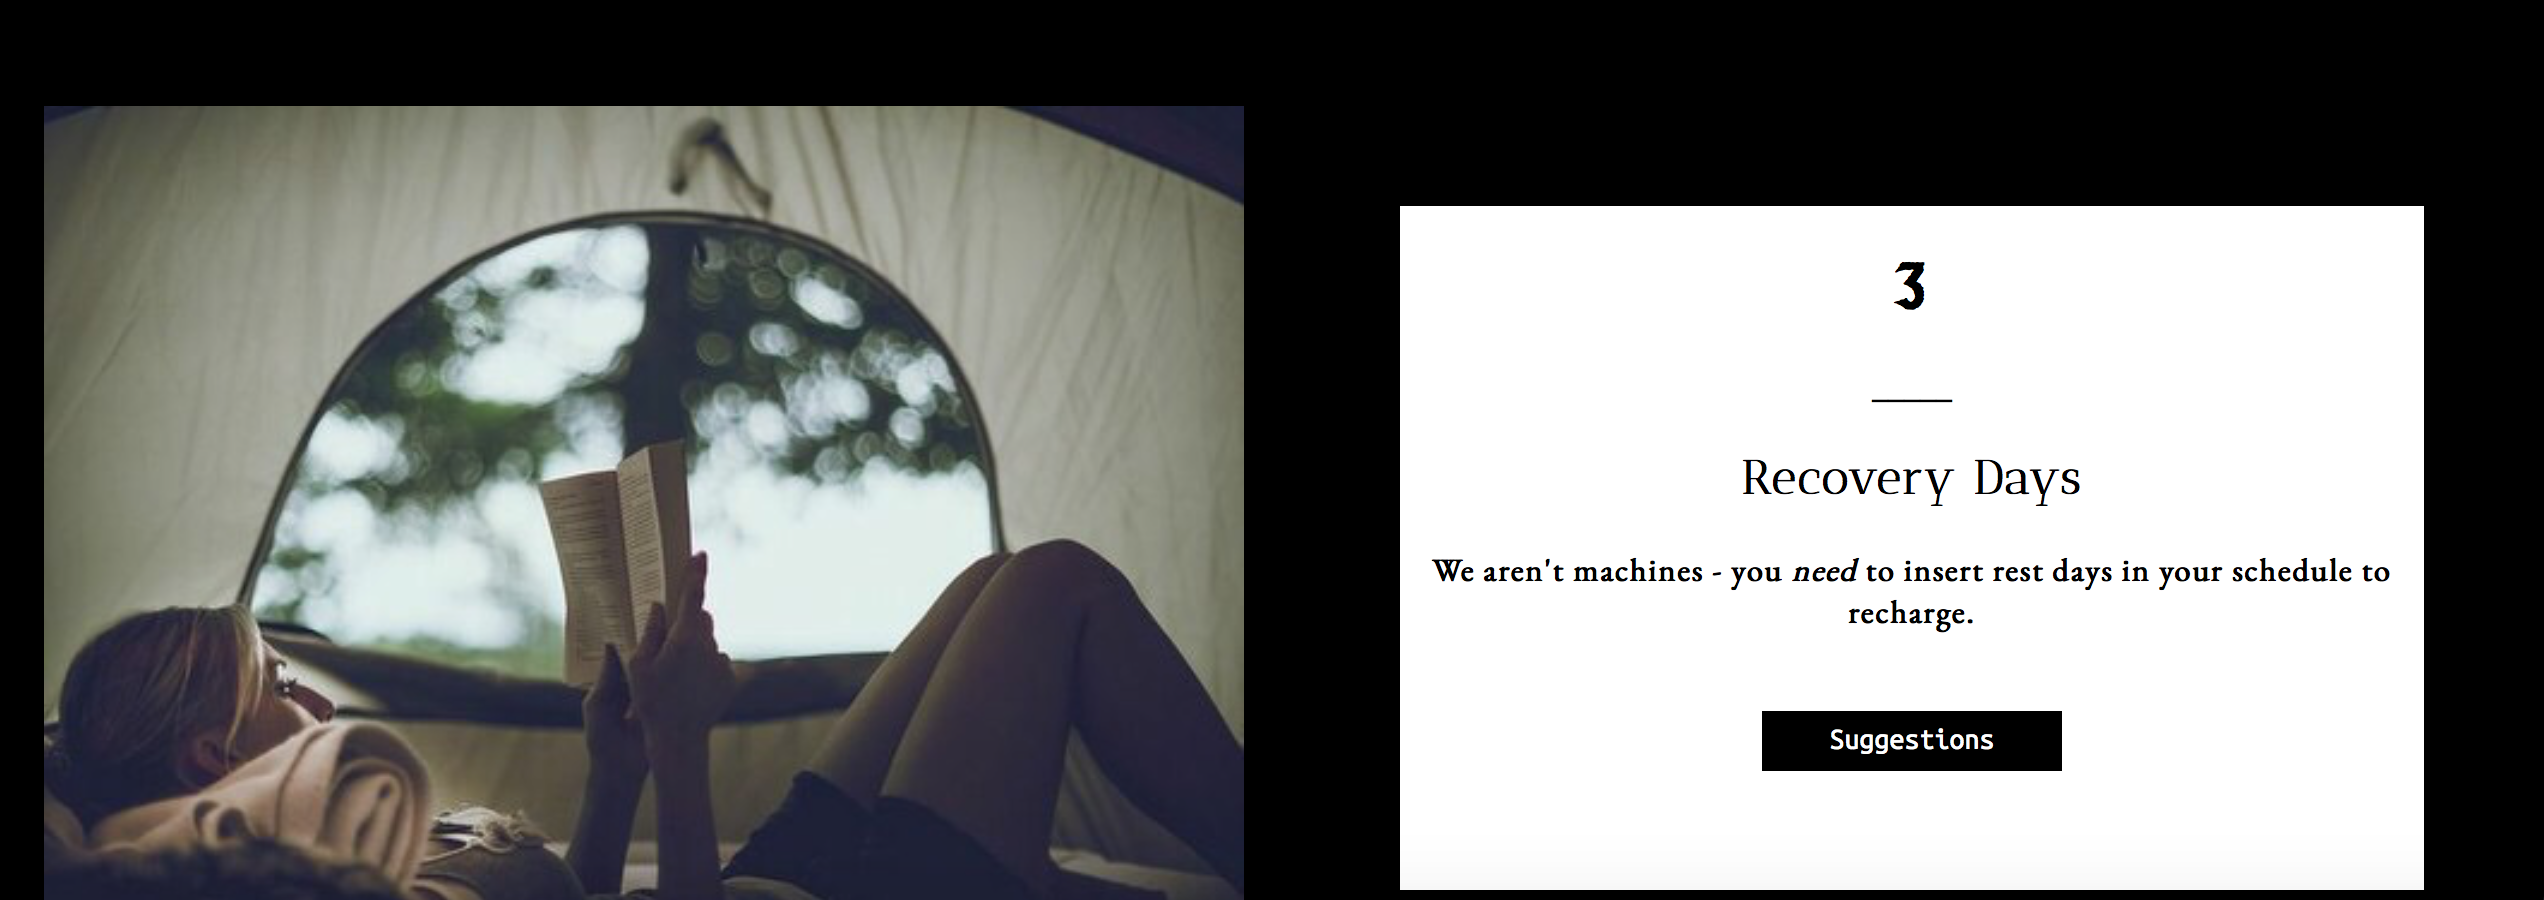 3
Recovery Days
We aren't machines - you need to insert rest days in your schedule to
recharge.
Suggestions